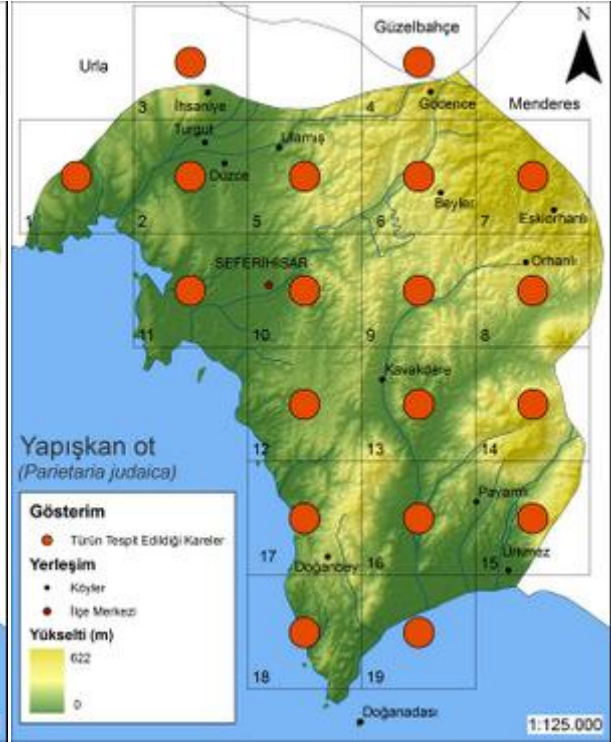 N
Güzelbahçe
Urla
İhsaniye
3
4
Gödence
Menderes
Turgut
Ulamış
Düzce
Beyler
1
2
5
6
7
Eskiorhanlı
SEFERİHİSAR
Orhanlı
11
10
9
8
Kavakdere
Yapışkan ot
(Parietaria judaica)
12
13
14
Gösterim
Türün Tespit Edildiği Kareler
Yerleşim
Köyler
İlçe Merkezi
Yükselti (m)
622
0
Payamlı
17
Doğanbey
16
15
Ürkmez
18
19
Doğanadası
1:125.000